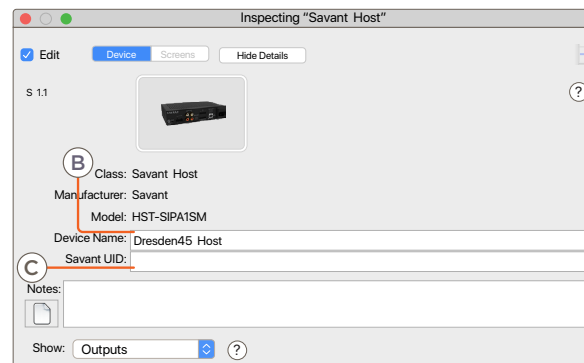 Inspecting “Savant Host”
Edit Device Screens Hide Details
S 1.1 ?
B
Class: Savant Host
Manufacturer: Savant
Model: HST-SIPA1SM
Device Name: Dresden45 Host
Savant UID:
C
Notes:
Show: Outputs ?